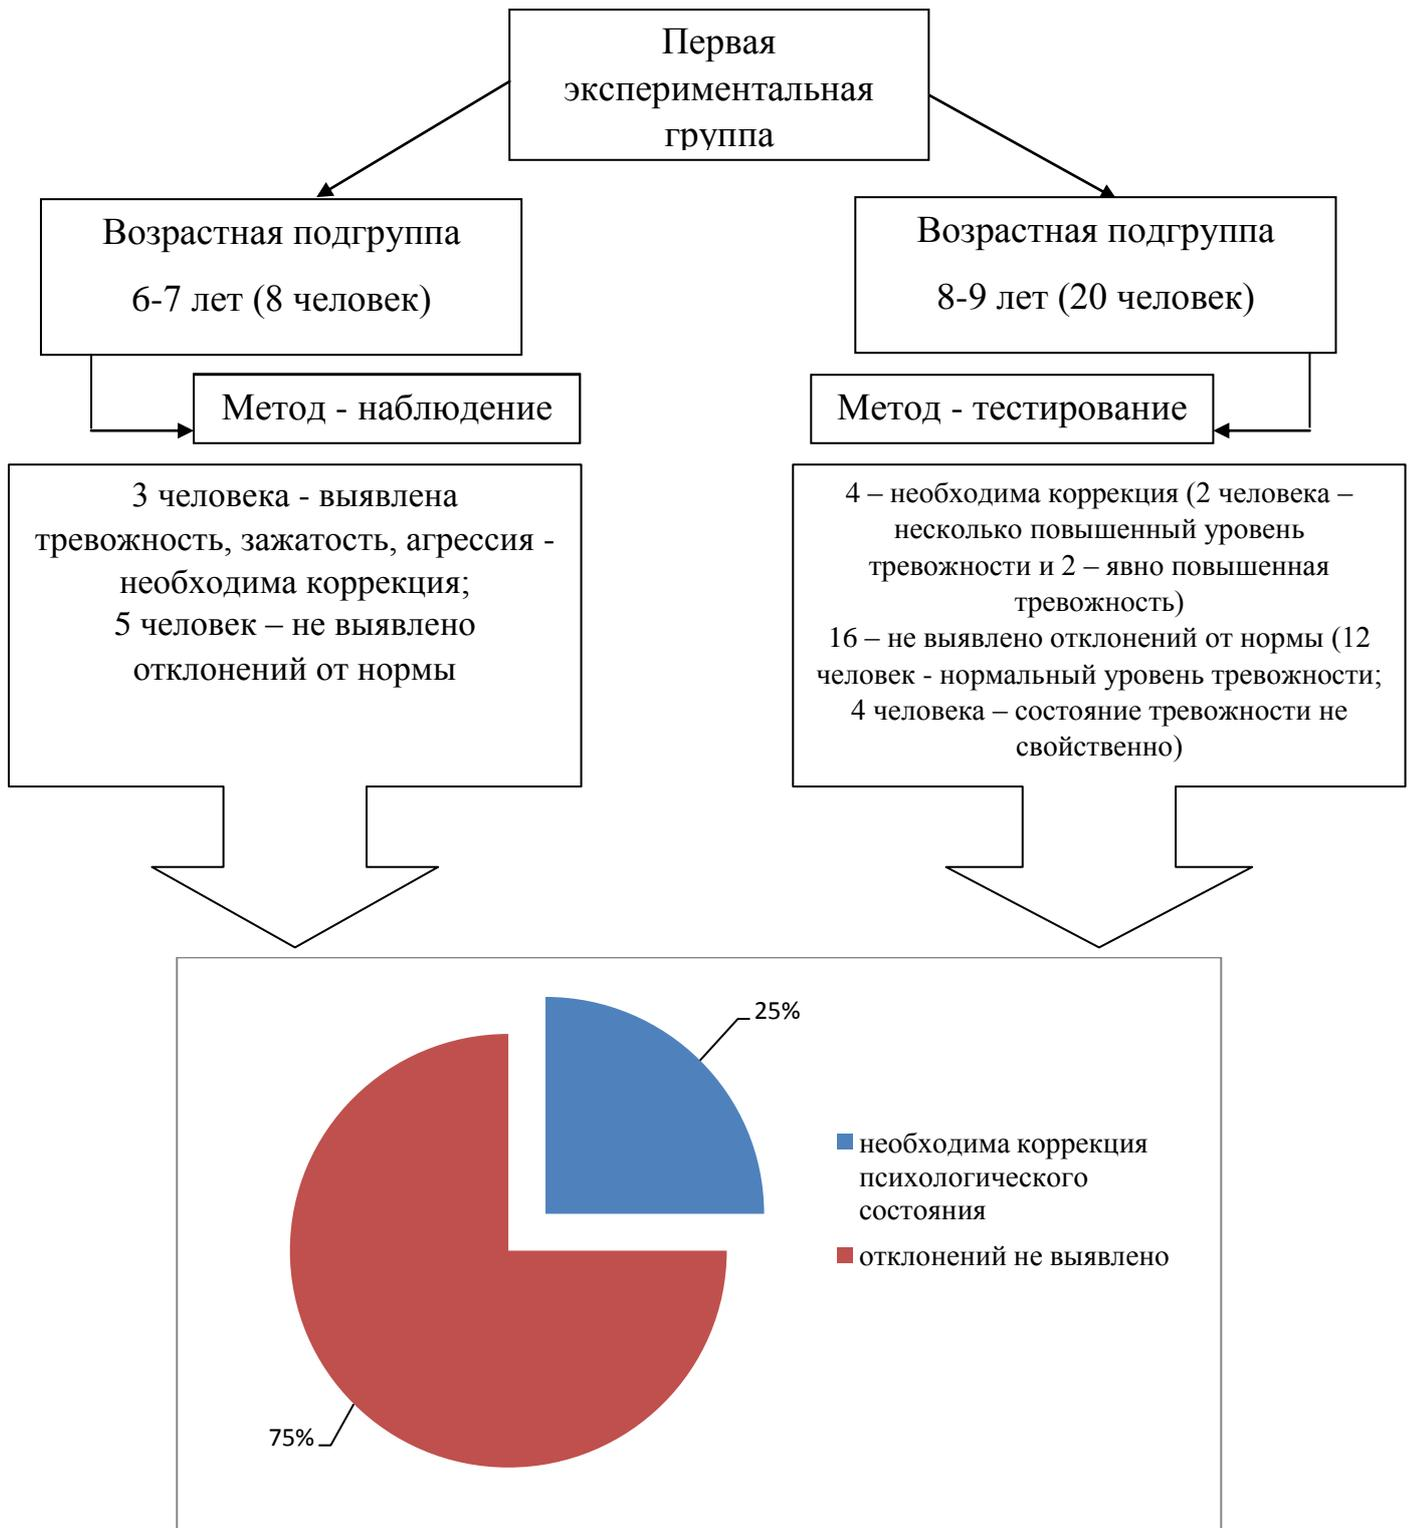 Первая
экспериментальная
группа
Возрастная подгруппа
6-7 лет (8 человек)
Возрастная подгруппа
8-9 лет (20 человек)
Метод - наблюдение
Метод - тестирование
3 человека - выявлена
тревожность, зажатость, агрессия -
необходима коррекция;
5 человек – не выявлено
отклонений от нормы
4 – необходима коррекция (2 человека –
несколько повышенный уровень
тревожности и 2 – явно повышенная
тревожность)
16 – не выявлено отклонений от нормы (12
человек - нормальный уровень тревожности;
4 человека – состояние тревожности не
свойственно)
25%
необходима коррекция
психологического
состояния
отклонений не выявлено
75%